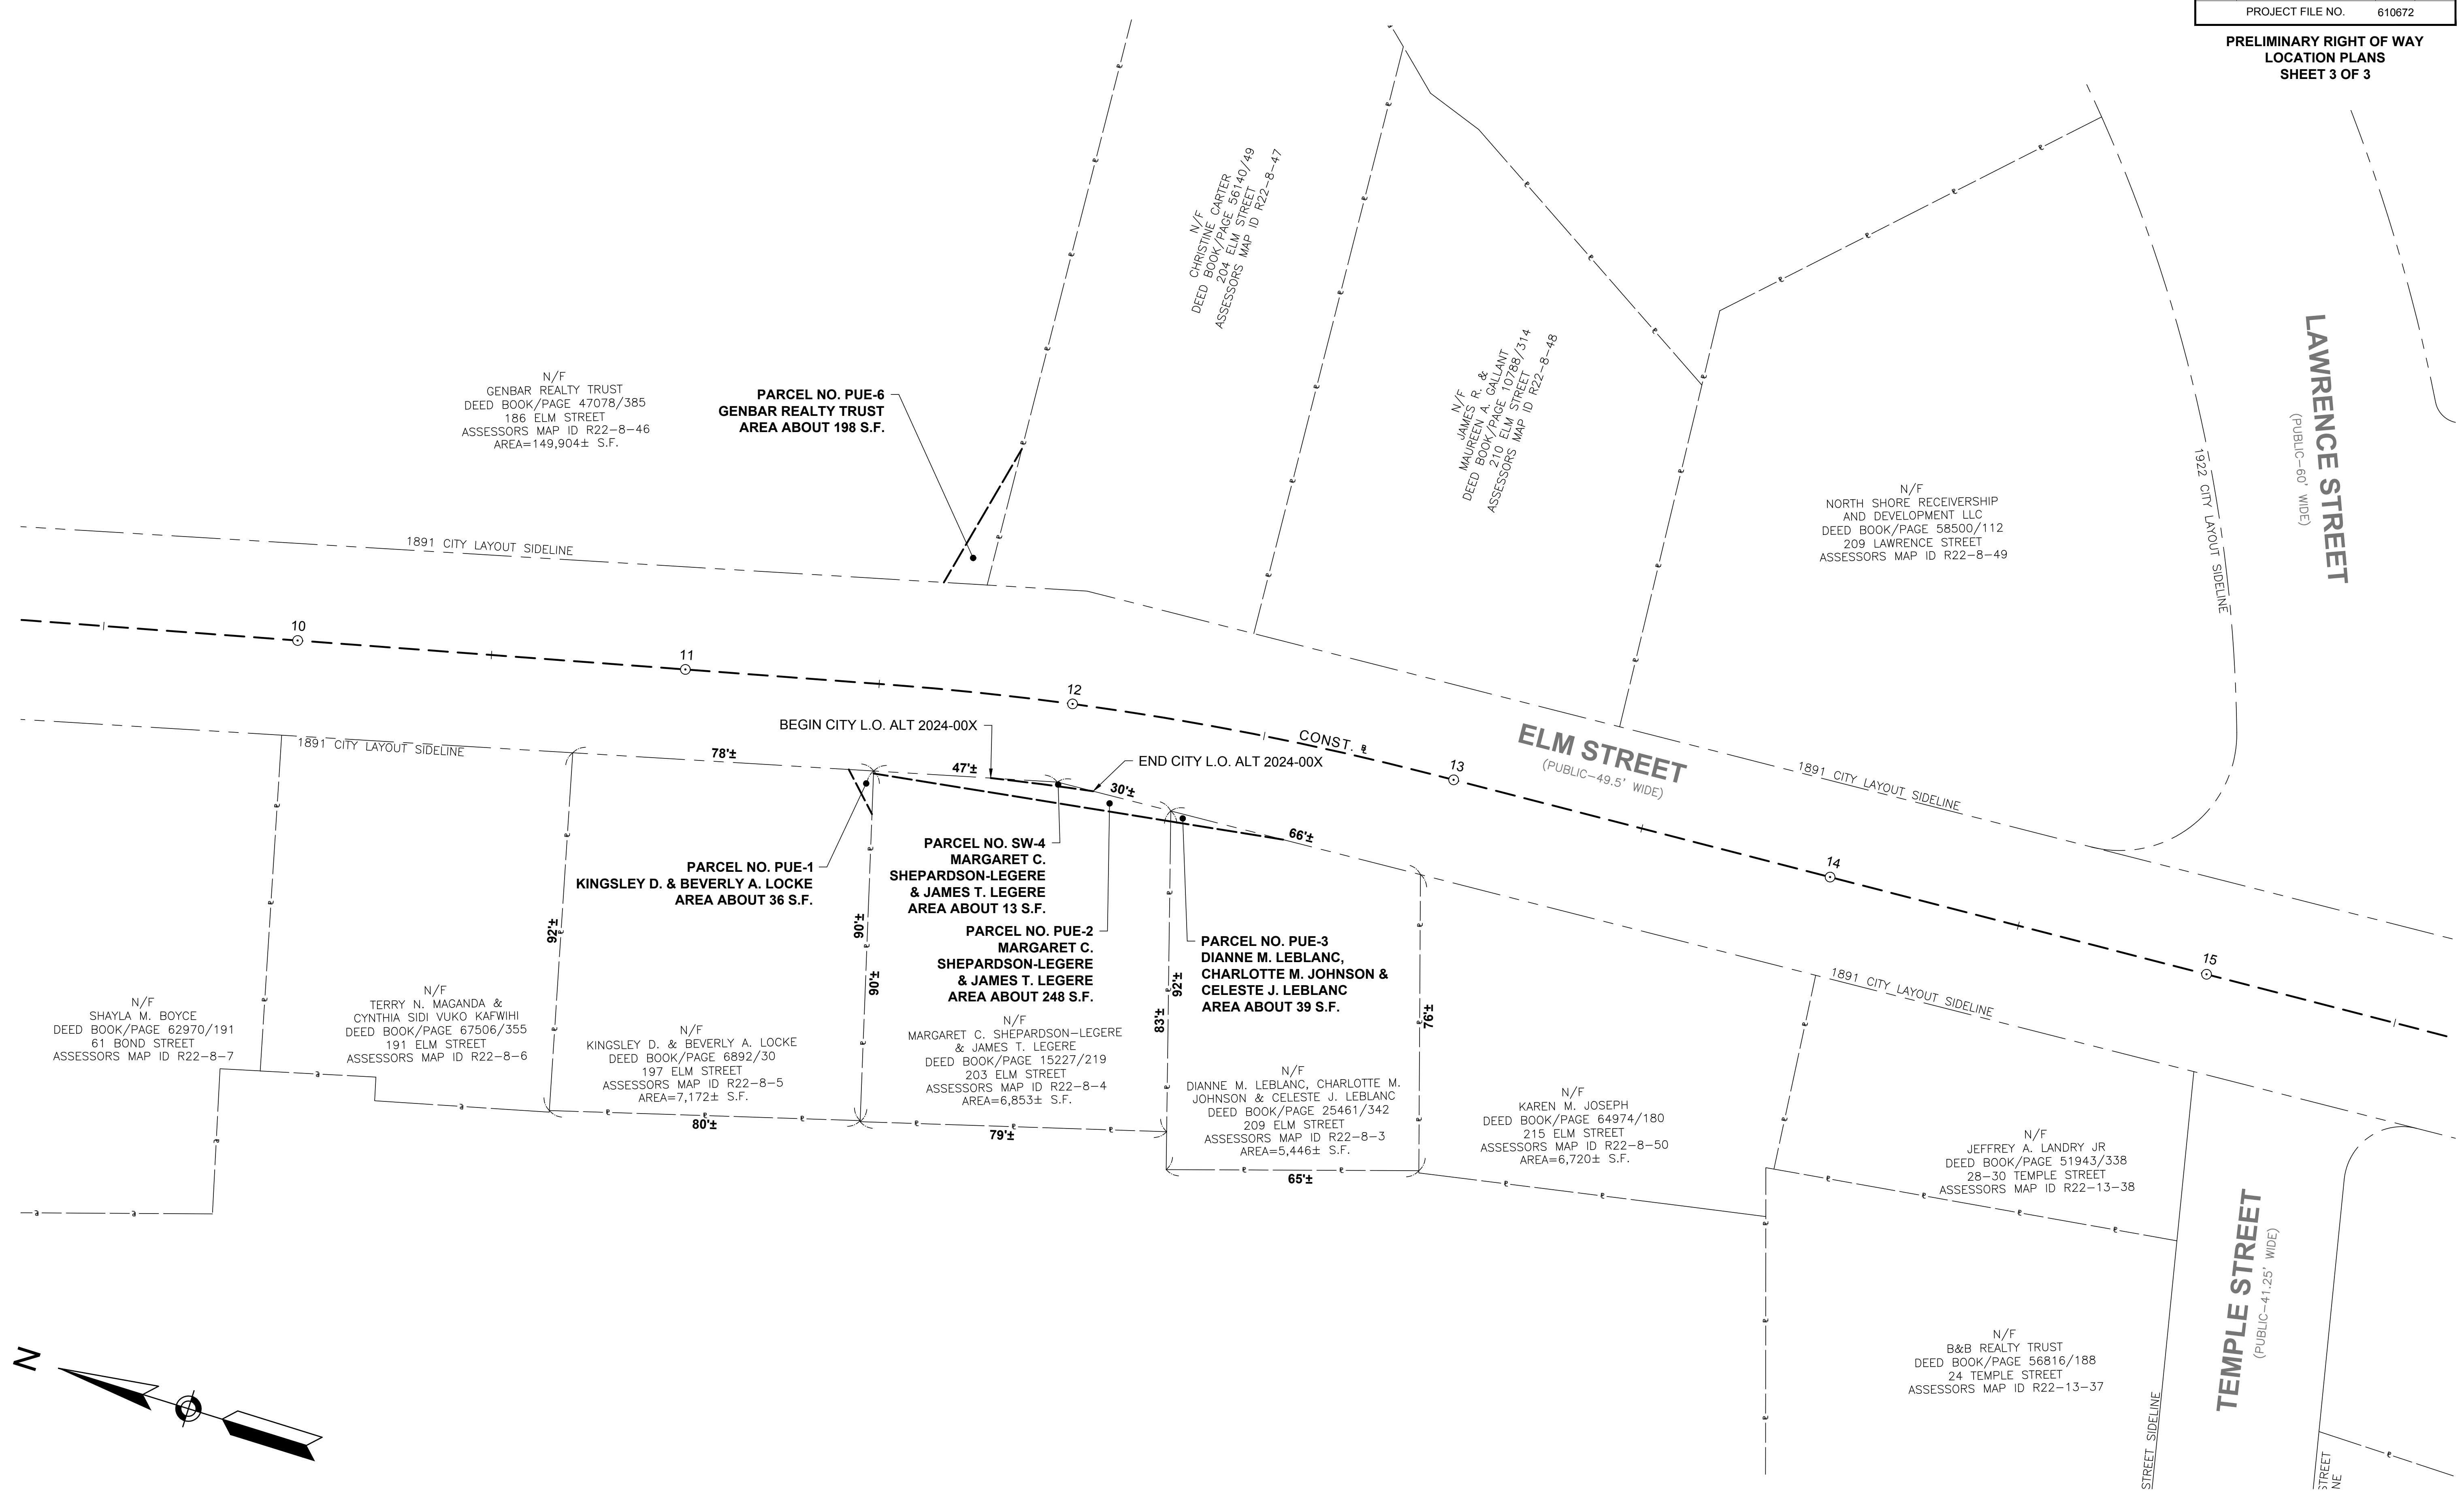 PROJECT FILE NO. 610672
PRELIMINARY RIGHT OF WAY
LOCATION PLANS
SHEET 3 OF 3
N/F
CHRISTINE CARTER
DEED BOOK/PAGE 56140/49
204 ELM STREET
ASSESSORS MAP ID R22-8-47
N/F
JAMES R. &
MAUREEN A. GALLANT
DEED BOOK/PAGE 10788/314
210 ELM STREET
ASSESSORS MAP ID R22-8-48
LAWRENCE STREET
(PUBLIC-60' WIDE)
1922 CITY LAYOUT SIDELINE
N/F
GENBAR REALTY TRUST
DEED BOOK/PAGE 47078/385
186 ELM STREET
ASSESSORS MAP ID R22-8-46
AREA=149,904± S.F.
PARCEL NO. PUE-6
GENBAR REALTY TRUST
AREA ABOUT 198 S.F.
N/F
NORTH SHORE RECEIVERSHIP
AND DEVELOPMENT LLC
DEED BOOK/PAGE 58500/112
209 LAWRENCE STREET
ASSESSORS MAP ID R22-8-49
1891 CITY LAYOUT SIDELINE
10
11
12
13
14
15
CONST. ℄
ELM STREET
(PUBLIC-49.5' WIDE)
1891 CITY LAYOUT SIDELINE
BEGIN CITY L.O. ALT 2024-00X
END CITY L.O. ALT 2024-00X
1891 CITY LAYOUT SIDELINE
78'±
47'±
30'±
66'±
PARCEL NO. PUE-1
KINGSLEY D. & BEVERLY A. LOCKE
AREA ABOUT 36 S.F.
PARCEL NO. SW-4
MARGARET C.
SHEPARDSON-LEGERE
& JAMES T. LEGERE
AREA ABOUT 13 S.F.
PARCEL NO. PUE-2
MARGARET C.
SHEPARDSON-LEGERE
& JAMES T. LEGERE
AREA ABOUT 248 S.F.
PARCEL NO. PUE-3
DIANNE M. LEBLANC,
CHARLOTTE M. JOHNSON &
CELESTE J. LEBLANC
AREA ABOUT 39 S.F.
92'±
90'±
90'±
83'±
92'±
76'±
1891 CITY LAYOUT SIDELINE
N/F
SHAYLA M. BOYCE
DEED BOOK/PAGE 62970/191
61 BOND STREET
ASSESSORS MAP ID R22-8-7
N/F
TERRY N. MAGANDA &
CYNTHIA SIDI VUKO KAFWIHI
DEED BOOK/PAGE 67506/355
191 ELM STREET
ASSESSORS MAP ID R22-8-6
N/F
KINGSLEY D. & BEVERLY A. LOCKE
DEED BOOK/PAGE 6892/30
197 ELM STREET
ASSESSORS MAP ID R22-8-5
AREA=7,172± S.F.
N/F
MARGARET C. SHEPARDSON-LEGERE
& JAMES T. LEGERE
DEED BOOK/PAGE 15227/219
203 ELM STREET
ASSESSORS MAP ID R22-8-4
AREA=6,853± S.F.
N/F
DIANNE M. LEBLANC, CHARLOTTE M.
JOHNSON & CELESTE J. LEBLANC
DEED BOOK/PAGE 25461/342
209 ELM STREET
ASSESSORS MAP ID R22-8-3
AREA=5,446± S.F.
N/F
KAREN M. JOSEPH
DEED BOOK/PAGE 64974/180
215 ELM STREET
ASSESSORS MAP ID R22-8-50
AREA=6,720± S.F.
N/F
JEFFREY A. LANDRY JR
DEED BOOK/PAGE 51943/338
28-30 TEMPLE STREET
ASSESSORS MAP ID R22-13-38
80'±
79'±
65'±
TEMPLE STREET
(PUBLIC-41.25' WIDE)
N/F
B&B REALTY TRUST
DEED BOOK/PAGE 56816/188
24 TEMPLE STREET
ASSESSORS MAP ID R22-13-37
STREET SIDELINE
N